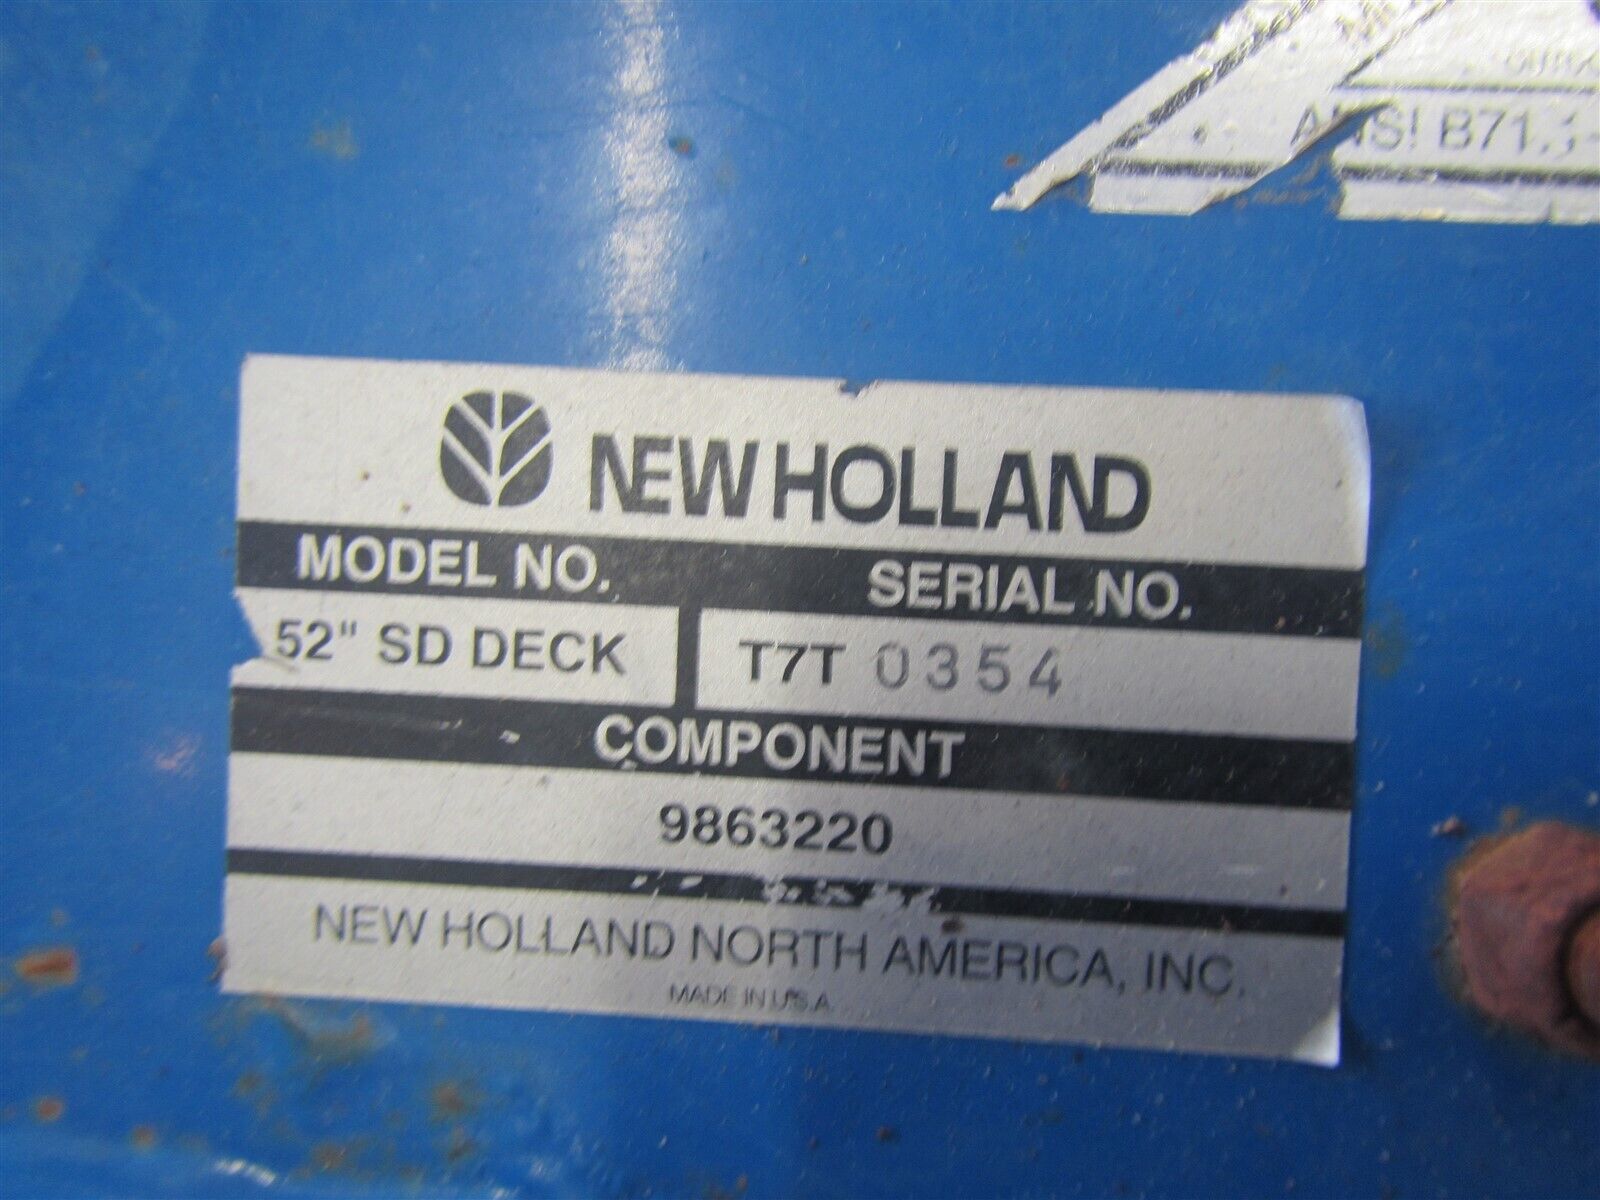 ANSI B71.
NEW HOLLAND
MODEL NO. SERIAL NO.
52" SD DECK T7T 0354
COMPONENT
9863220
NEW HOLLAND NORTH AMERICA, INC.
MADE IN U.S.A.